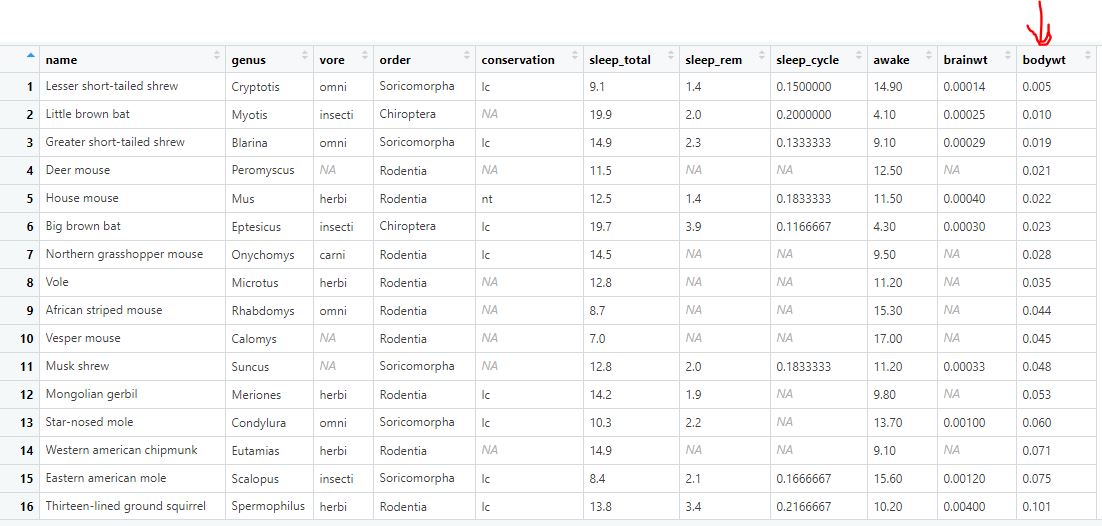 name genus vore order conservation sleep_total sleep_rem sleep_cycle awake brainwt bodywt
1 Lesser short-tailed shrew Cryptotis omni Soricomorpha lc 9.1 1.4 0.1500000 14.90 0.00014 0.005
2 Little brown bat Myotis insecti Chiroptera NA 19.9 2.0 0.2000000 4.10 0.00025 0.010
3 Greater short-tailed shrew Blarina omni Soricomorpha lc 14.9 2.3 0.1333333 9.10 0.00029 0.019
4 Deer mouse Peromyscus NA Rodentia NA 11.5 NA NA 12.50 NA 0.021
5 House mouse Mus herbi Rodentia nt 12.5 1.4 0.1833333 11.50 0.00040 0.022
6 Big brown bat Eptesicus insecti Chiroptera lc 19.7 3.9 0.1166667 4.30 0.00030 0.023
7 Northern grasshopper mouse Onychomys carni Rodentia lc 14.5 NA NA 9.50 NA 0.028
8 Vole Microtus herbi Rodentia NA 12.8 NA NA 11.20 NA 0.035
9 African striped mouse Rhabdomys omni Rodentia NA 8.7 NA NA 15.30 NA 0.044
10 Vesper mouse Calomys NA Rodentia NA 7.0 NA NA 17.00 NA 0.045
11 Musk shrew Suncus NA Soricomorpha NA 12.8 2.0 0.1833333 11.20 0.00033 0.048
12 Mongolian gerbil Meriones herbi Rodentia lc 14.2 1.9 NA 9.80 NA 0.053
13 Star-nosed mole Condylura omni Soricomorpha lc 10.3 2.2 NA 13.70 0.00100 0.060
14 Western american chipmunk Eutamias herbi Rodentia NA 14.9 NA NA 9.10 NA 0.071
15 Eastern american mole Scalopus insecti Soricomorpha lc 8.4 2.1 0.1666667 15.60 0.00120 0.075
16 Thirteen-lined ground squirrel Spermophilus herbi Rodentia lc 13.8 3.4 0.2166667 10.20 0.00400 0.101